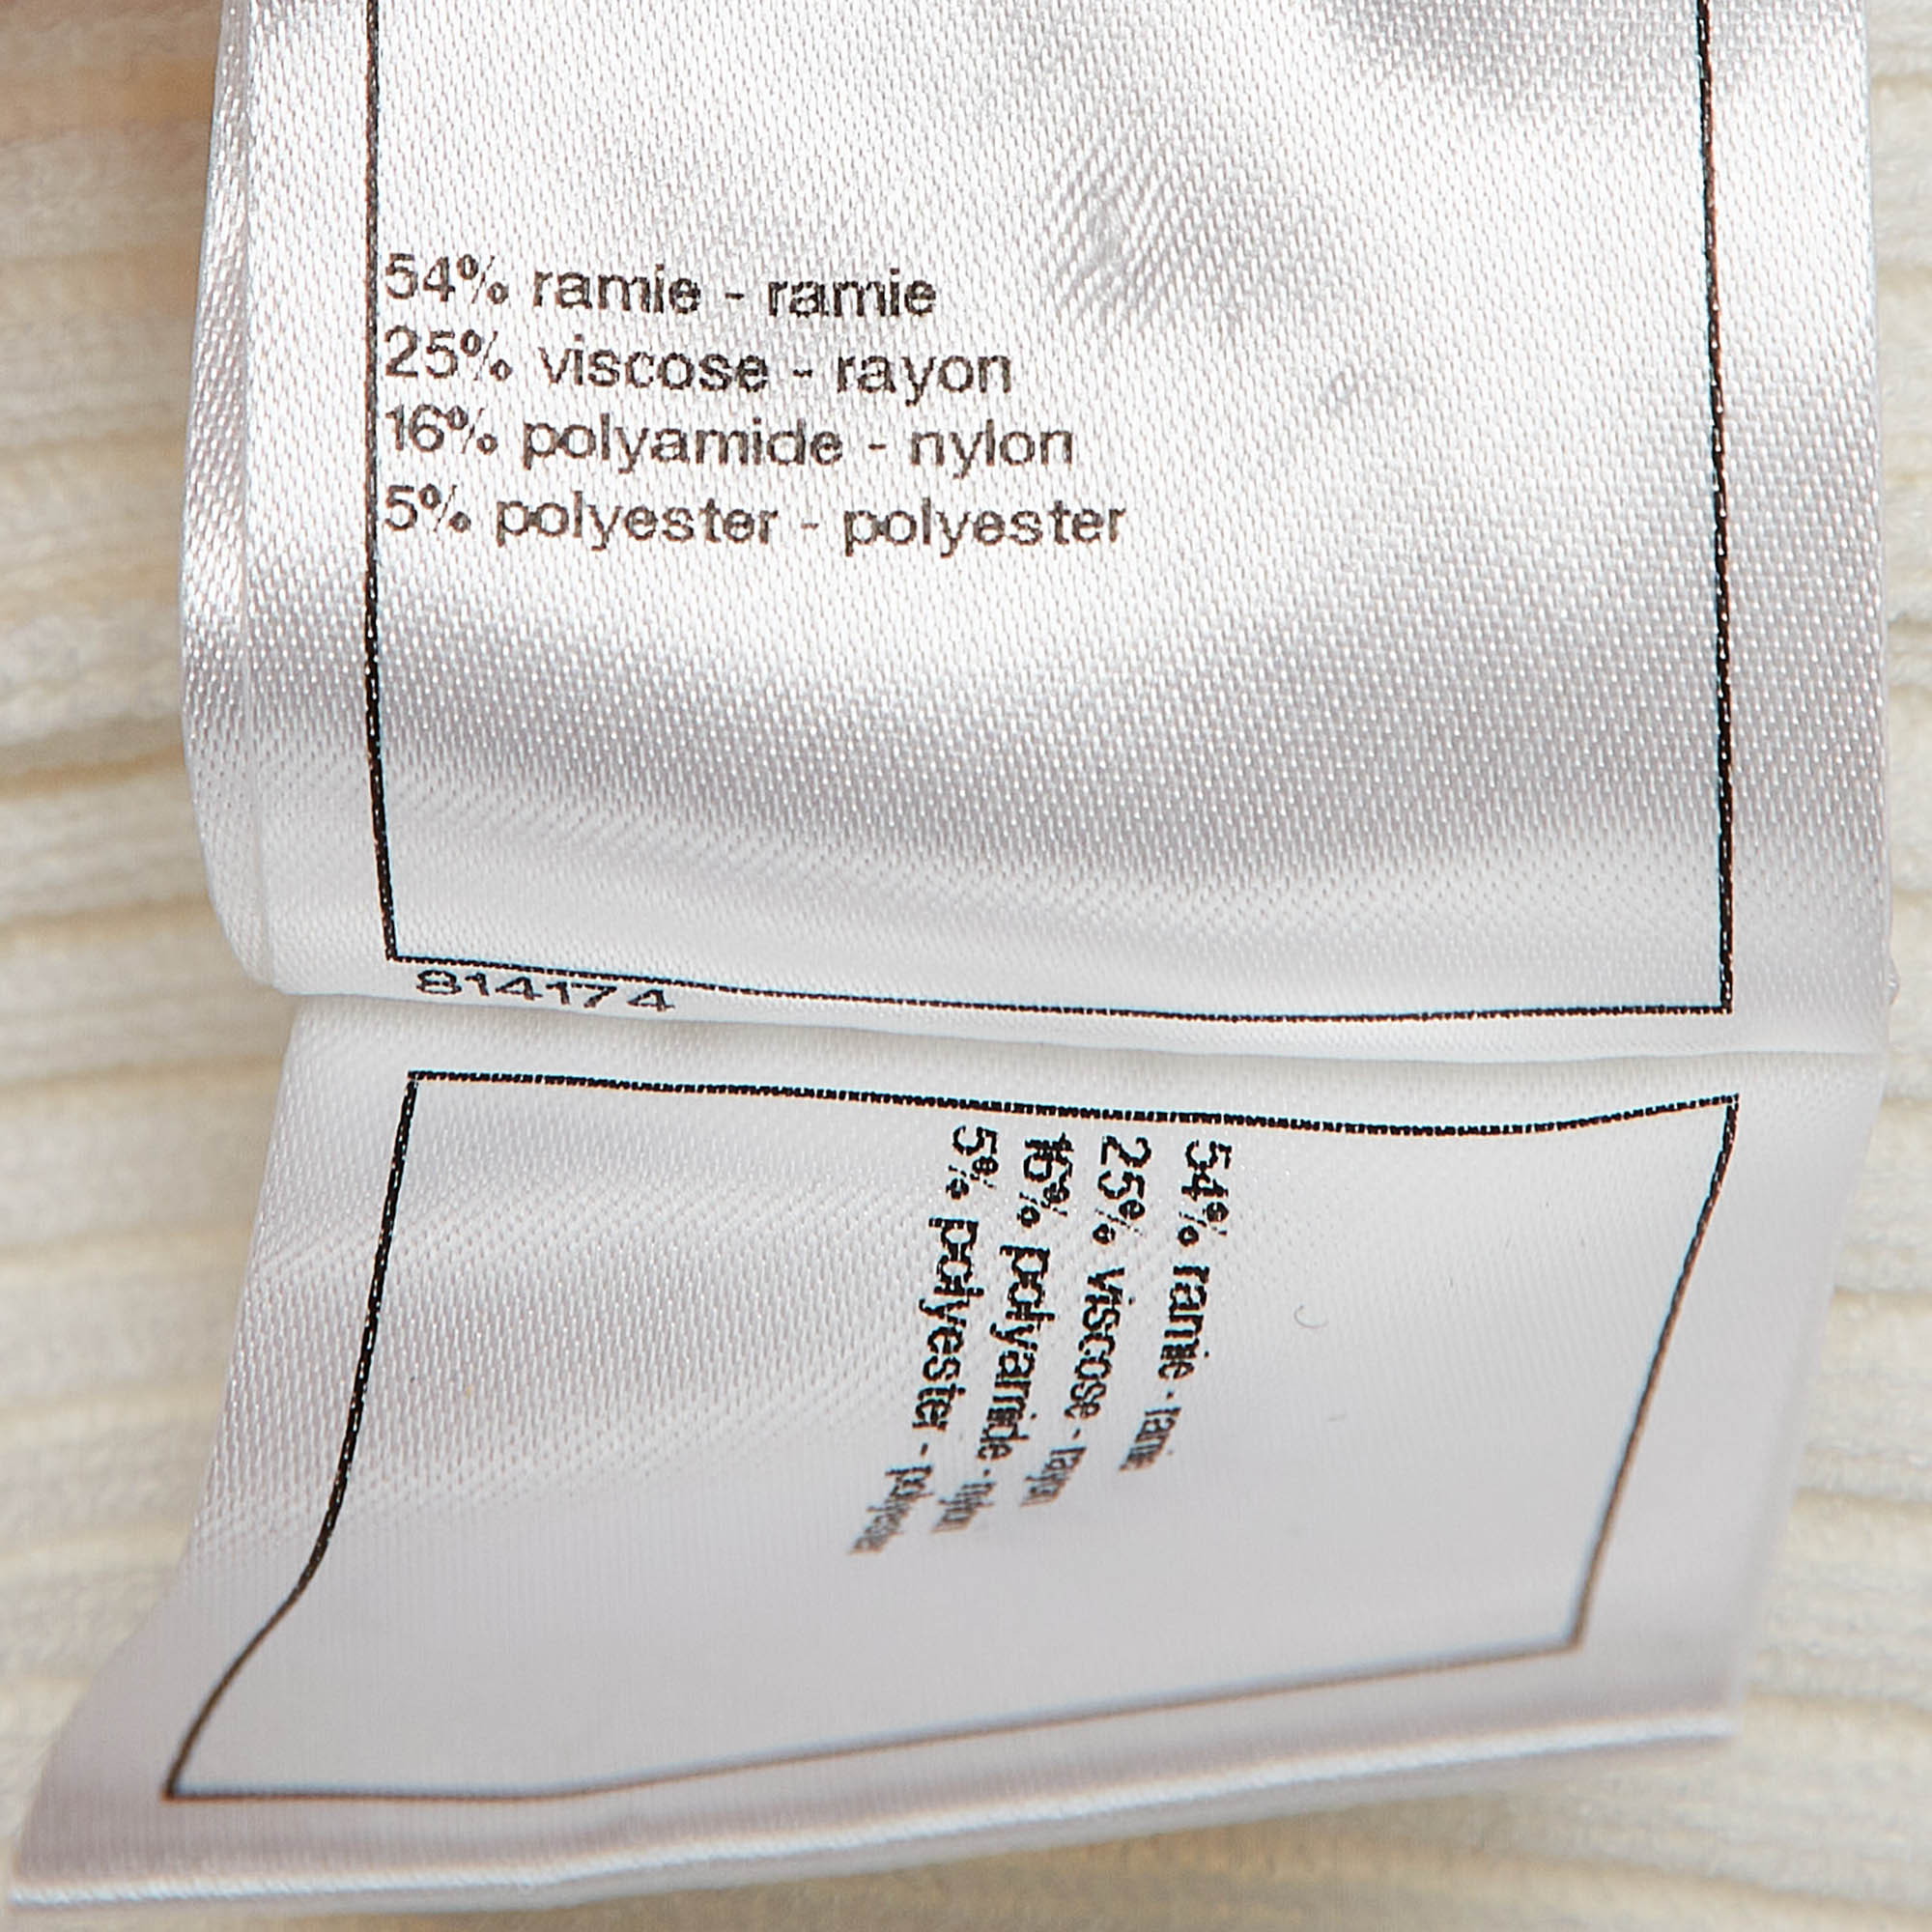 54% ramie - ramie
25% viscose - rayon
16% polyamide - nylon
5% polyester - polyester
814174
54% ramie - ramie
25% viscose - rayon
16% polyamide - nylon
5% polyester - polyester